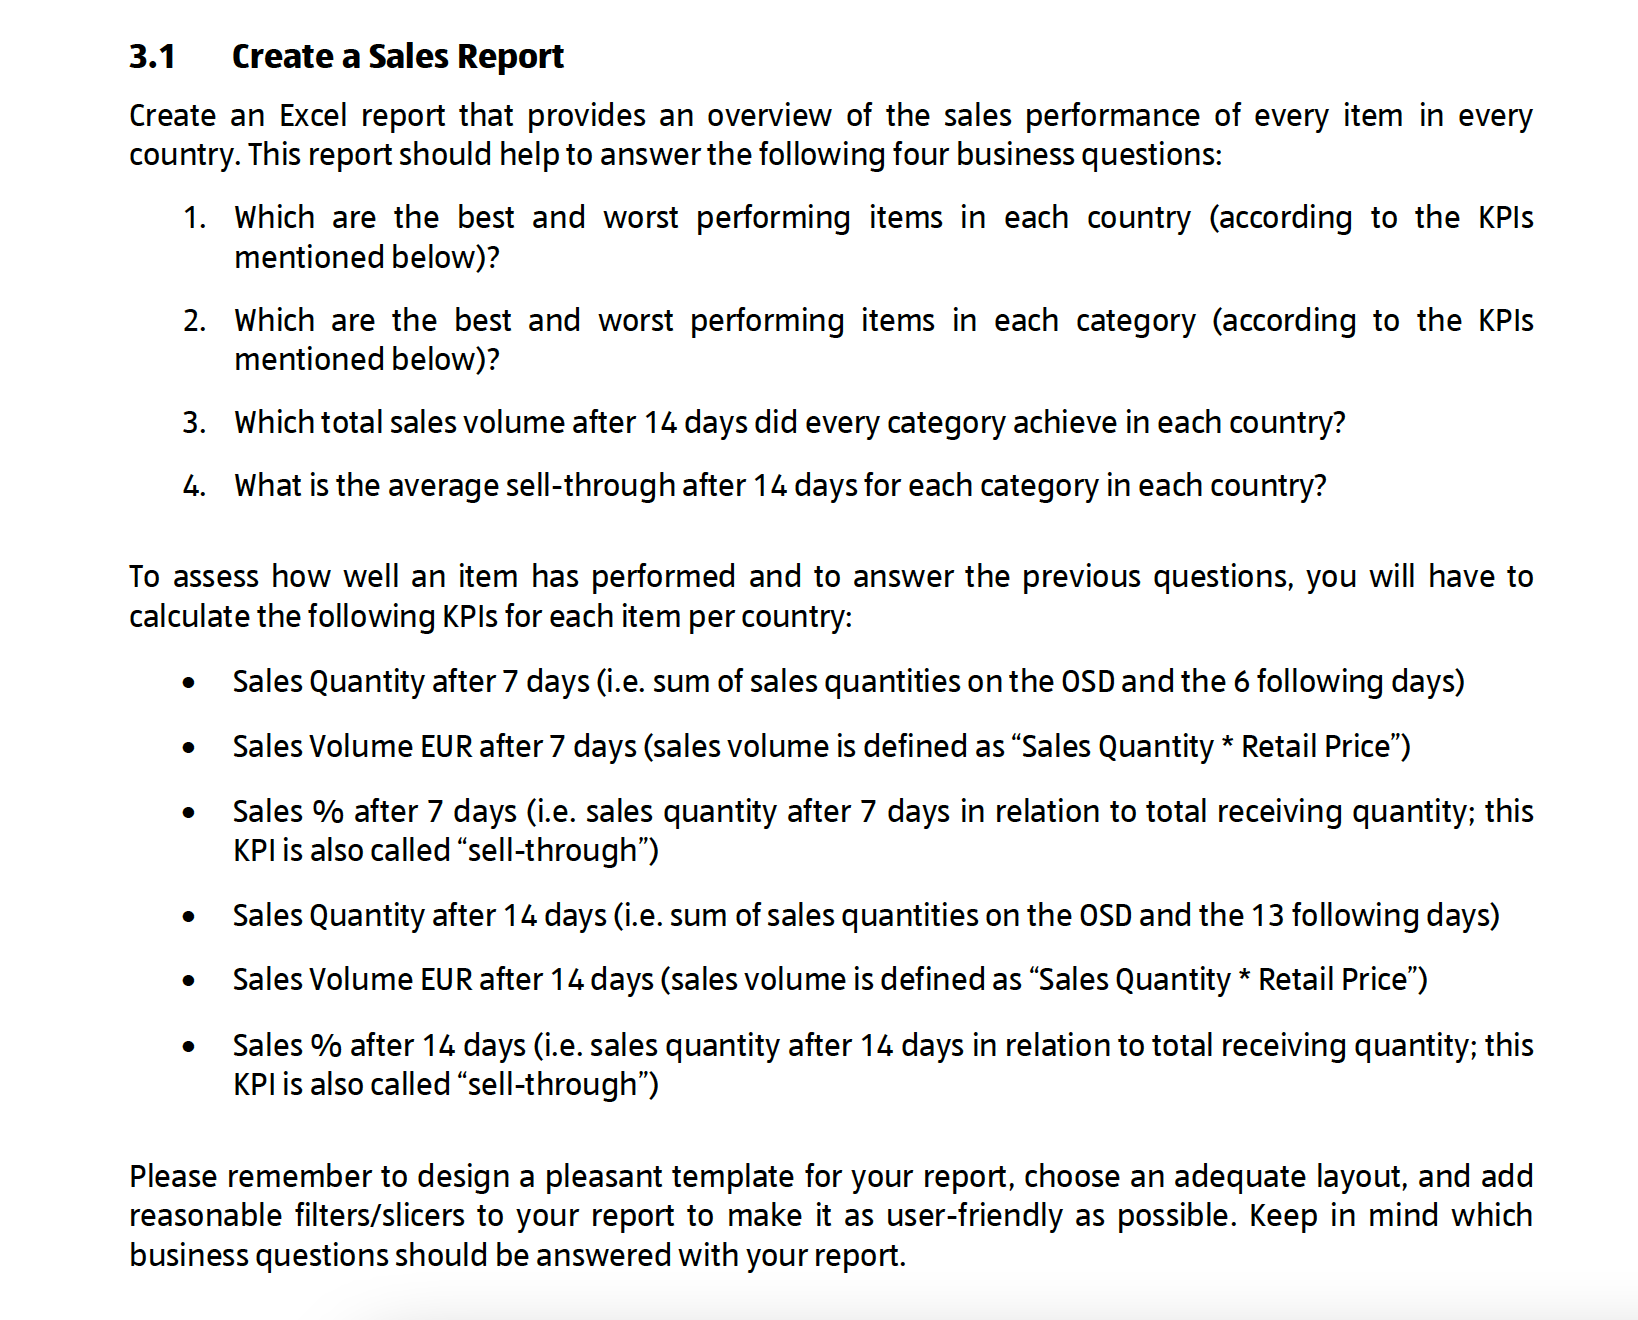 3.1 Create a Sales Report
Create an Excel report that provides an overview of the sales performance of every item in every
country. This report should help to answer the following four business questions:
1. Which are the best and worst performing items in each country (according to the KPIs
mentioned below)?
2. Which are the best and worst performing items in each category (according to the KPIs
mentioned below)?
3. Which total sales volume after 14 days did every category achieve in each country?
4. What is the average sell-through after 14 days for each category in each country?
To assess how well an item has performed and to answer the previous questions, you will have to
calculate the following KPIs for each item per country:
• Sales Quantity after 7 days (i.e. sum of sales quantities on the OSD and the 6 following days)
• Sales Volume EUR after 7 days (sales volume is defined as “Sales Quantity * Retail Price”)
• Sales % after 7 days (i.e. sales quantity after 7 days in relation to total receiving quantity; this
KPI is also called “sell-through”)
• Sales Quantity after 14 days (i.e. sum of sales quantities on the OSD and the 13 following days)
• Sales Volume EUR after 14 days (sales volume is defined as “Sales Quantity * Retail Price”)
• Sales % after 14 days (i.e. sales quantity after 14 days in relation to total receiving quantity; this
KPI is also called “sell-through”)
Please remember to design a pleasant template for your report, choose an adequate layout, and add
reasonable filters/slicers to your report to make it as user-friendly as possible. Keep in mind which
business questions should be answered with your report.